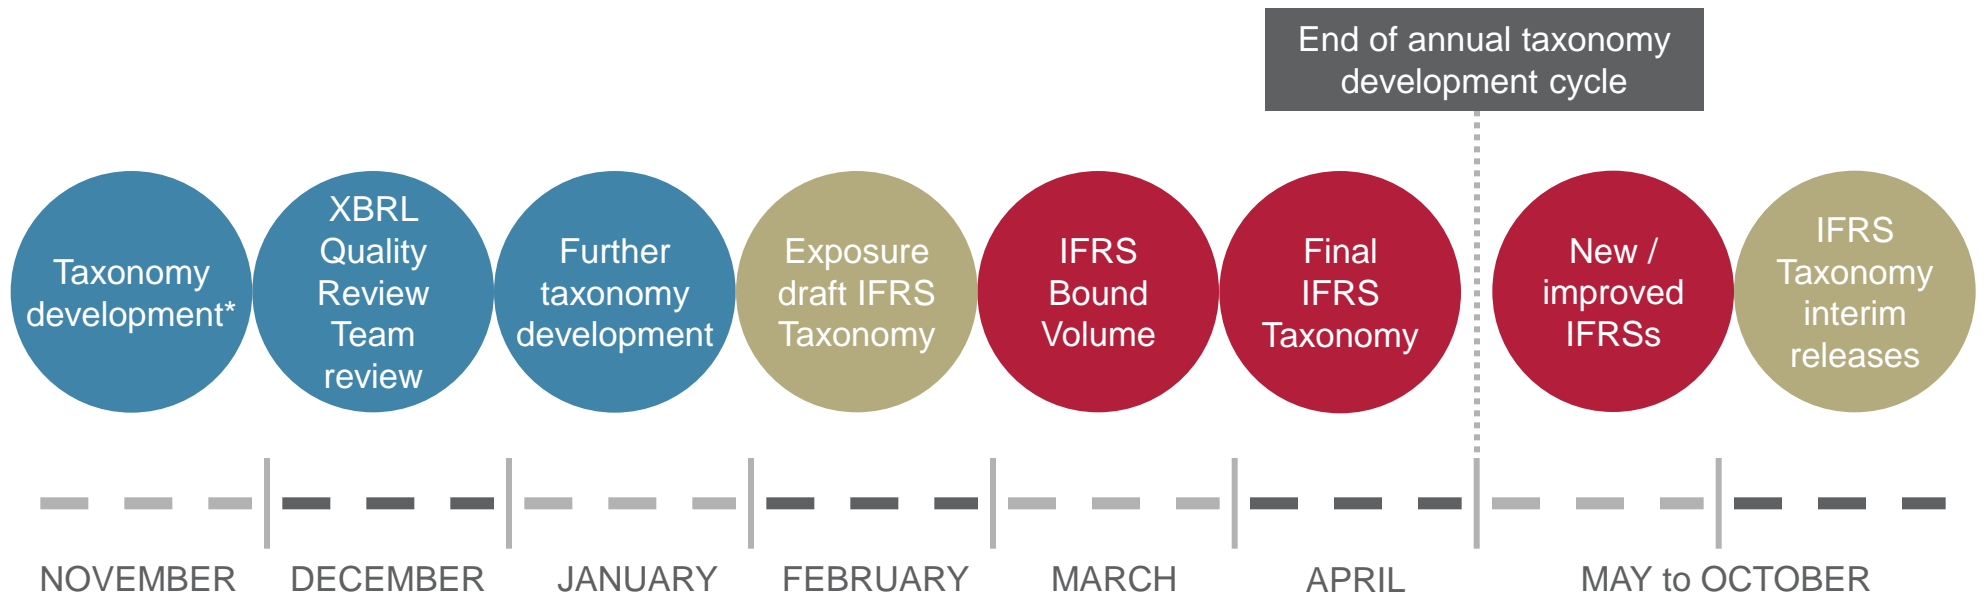 End of annual taxonomy
development cycle
Taxonomy
development*
XBRL
Quality
Review
Team
review
Further
taxonomy
development
Exposure
draft IFRS
Taxonomy
IFRS
Bound
Volume
Final
IFRS
Taxonomy
New /
improved
IFRSs
IFRS
Taxonomy
interim
releases
NOVEMBER
DECEMBER
JANUARY
FEBRUARY
MARCH
APRIL
MAY to OCTOBER